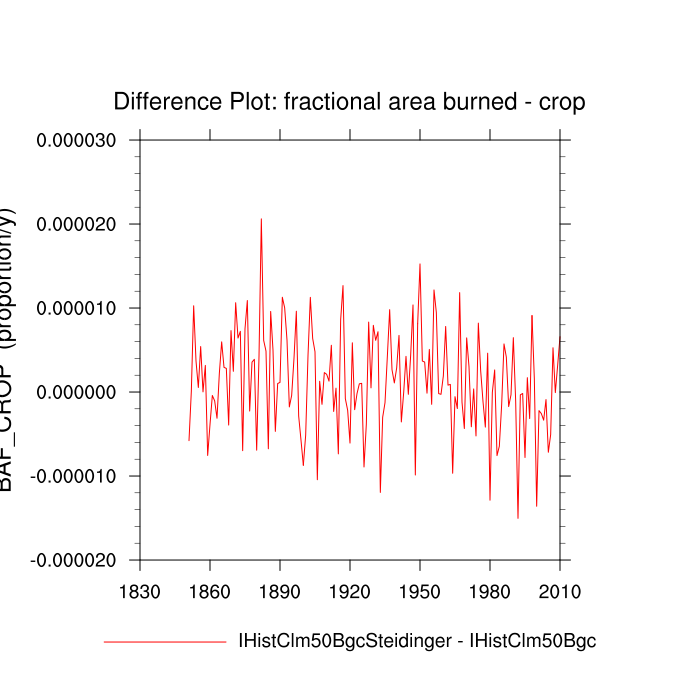 Difference Plot: fractional area burned - crop
0.000030
0.000020
0.000010
0.000000
-0.000010
-0.000020
BAF_CROP (proportion/y)
1830 1860 1890 1920 1950 1980 2010
IHistClm50BgcSteidinger - IHistClm50Bgc